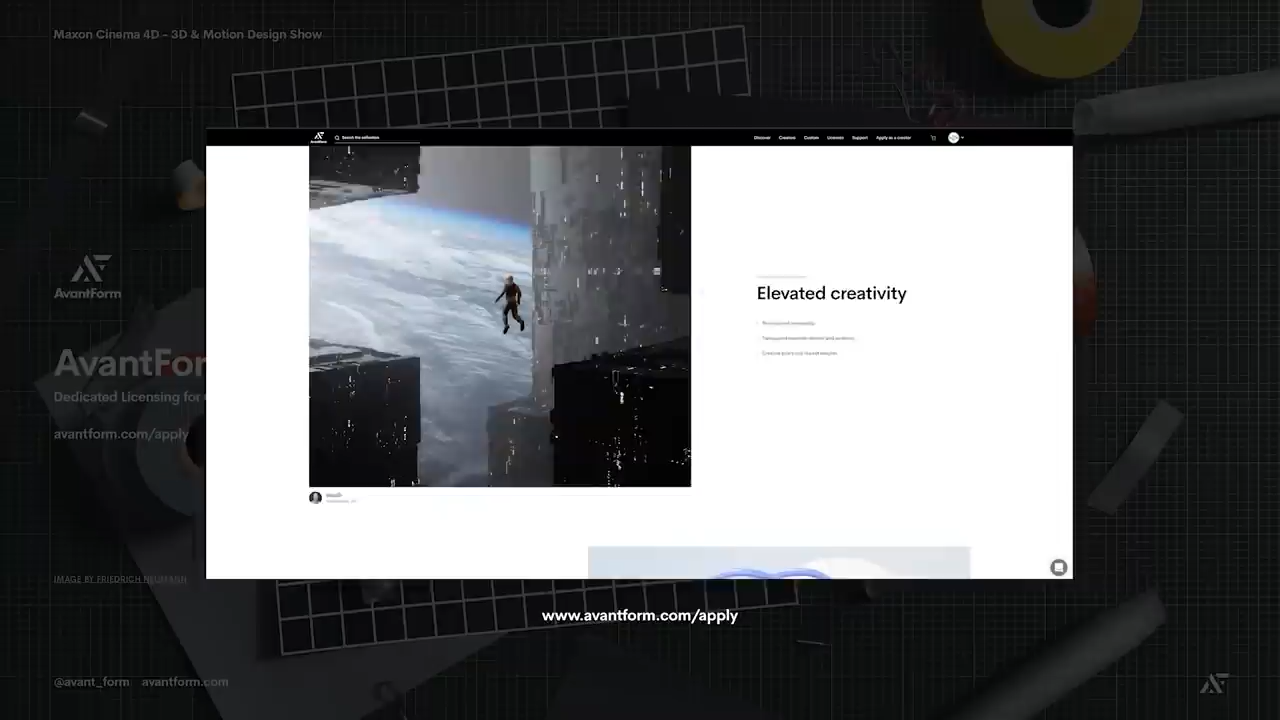 Maxon Cinema 4D - 3D & Motion Design Show
AvantForm
Search the collection
Discover
Creators
Custom
Licenses
Support
Apply as a creator
Elevated creativity
AvantForm
AvantFor
Dedicated Licensing for
avantform.com/apply
IMAGE BY FRIEDRICH NEUMANN
www.avantform.com/apply
@avant_form avantform.com